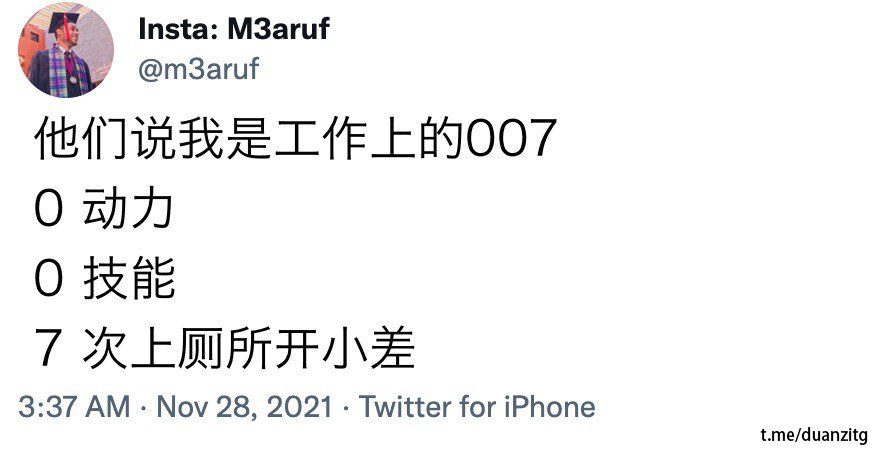 Insta: M3aruf
@m3aruf
他们说我是工作上的007
0 动力
0 技能
7 次上厕所开小差
3:37 AM · Nov 28, 2021 · Twitter for iPhone
t.me/duanzitg